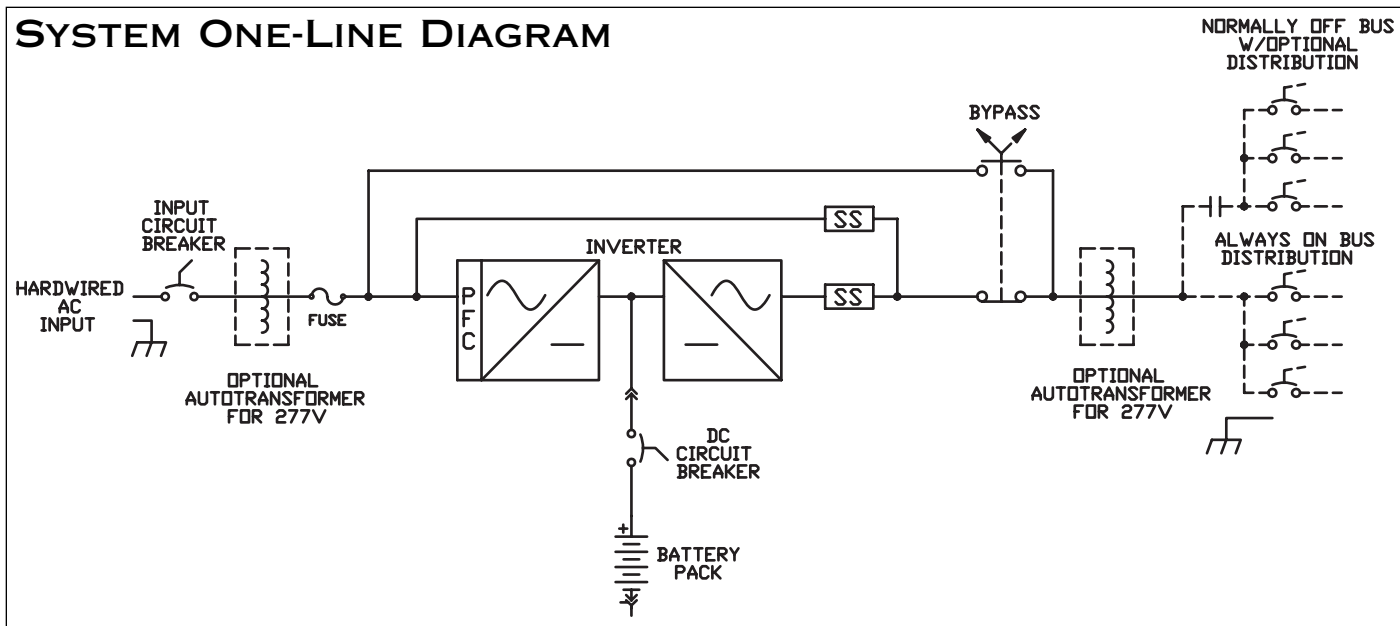 SYSTEM ONE-LINE DIAGRAM
NORMALLY OFF BUS
W/OPTIONAL
DISTRIBUTION
BYPASS
INPUT
CIRCUIT
BREAKER
SS
INVERTER
ALWAYS ON BUS
DISTRIBUTION
HARDWIRED
AC
INPUT
FUSE
PFC
SS
OPTIONAL
AUTOTRANSFORMER
FOR 277V
OPTIONAL
AUTOTRANSFORMER
FOR 277V
DC
CIRCUIT
BREAKER
+
BATTERY
PACK